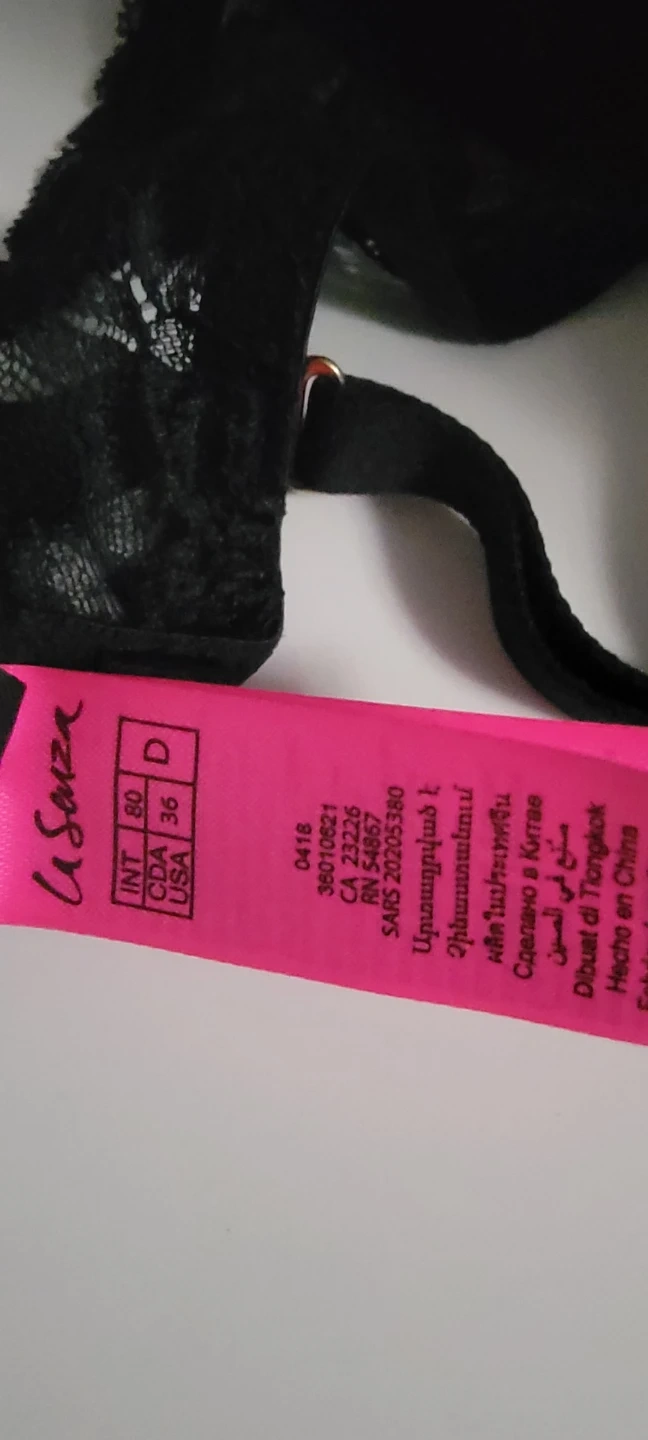 la Senza
INT 80 D
CDA USA 36
0418
38010621
CA 23226
RN 54867
SARS 20205380
Արտադրված է
Չինաստանում
ผลิตในประเทศจีน
Сделано в Китае
صنع في الصين
Dibuat di Tiongkok
Hecho en China